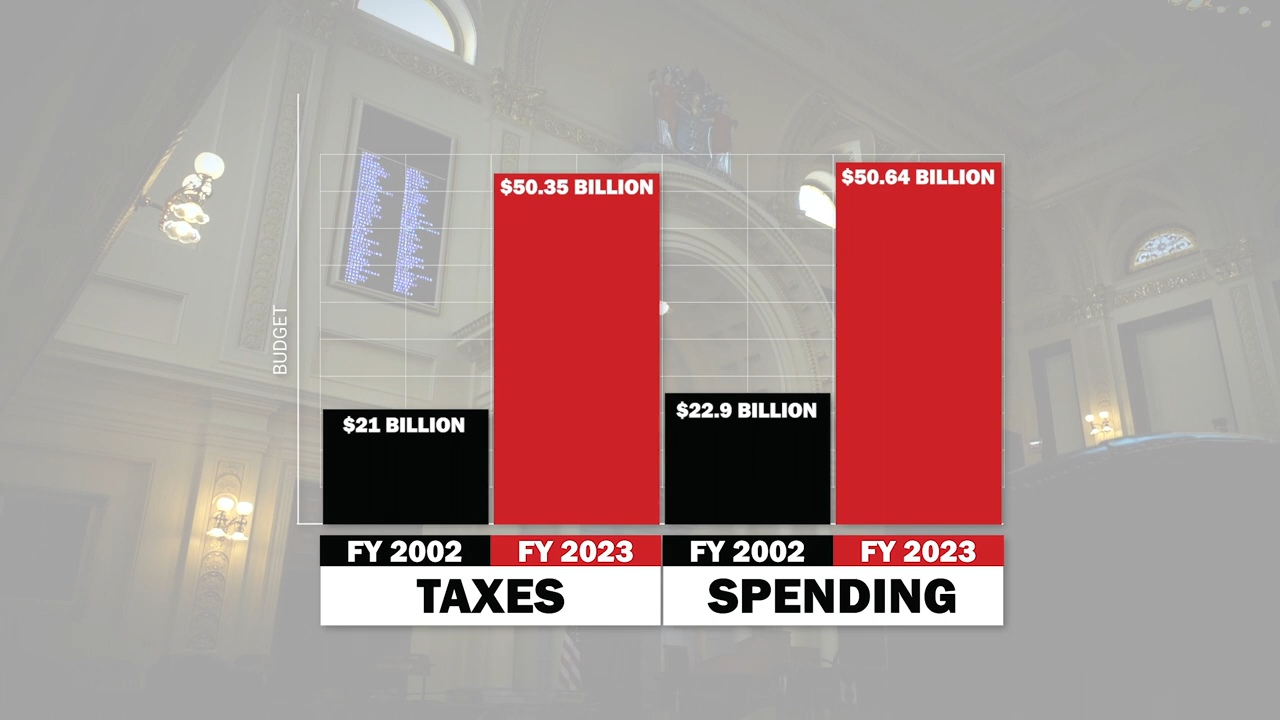 BUDGET
$21 BILLION
$50.35 BILLION
$22.9 BILLION
$50.64 BILLION
FY 2002
FY 2023
FY 2002
FY 2023
TAXES
SPENDING